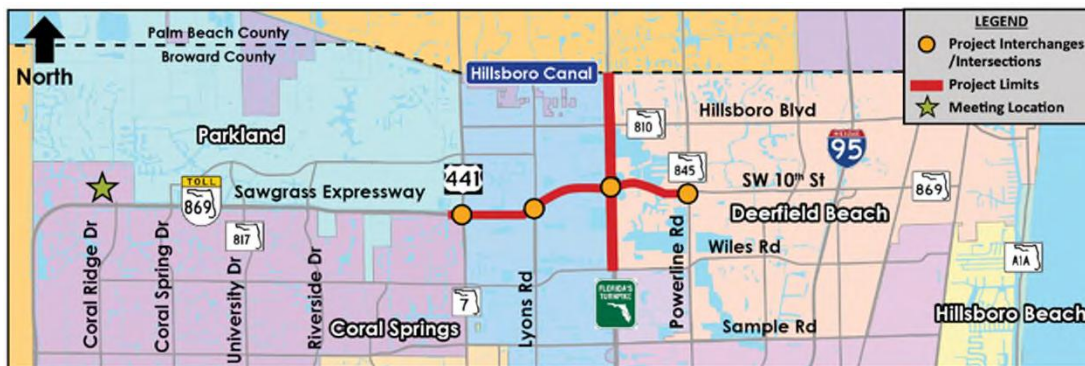 North
Palm Beach County
Broward County
Hillsboro Canal
LEGEND
Project Interchanges
/Intersections
Project Limits
Meeting Location
Parkland
810
Hillsboro Blvd
95
441
845
TOLL
869
Sawgrass Expressway
SW 10th St
869
Deerfield Beach
817
Wiles Rd
A1A
Coral Ridge Dr
Coral Spring Dr
University Dr
Riverside Dr
7
Lyons Rd
FLORIDA'S
TURNPIKE
Powerline Rd
Coral Springs
Sample Rd
Hillsboro Beach